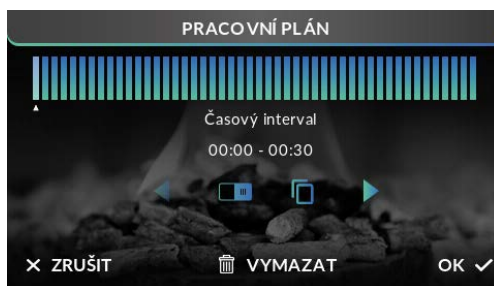 PRACOVNÍ PLÁN
Časový interval
00:00 - 00:30
ZRUŠIT VYMAZAT OK